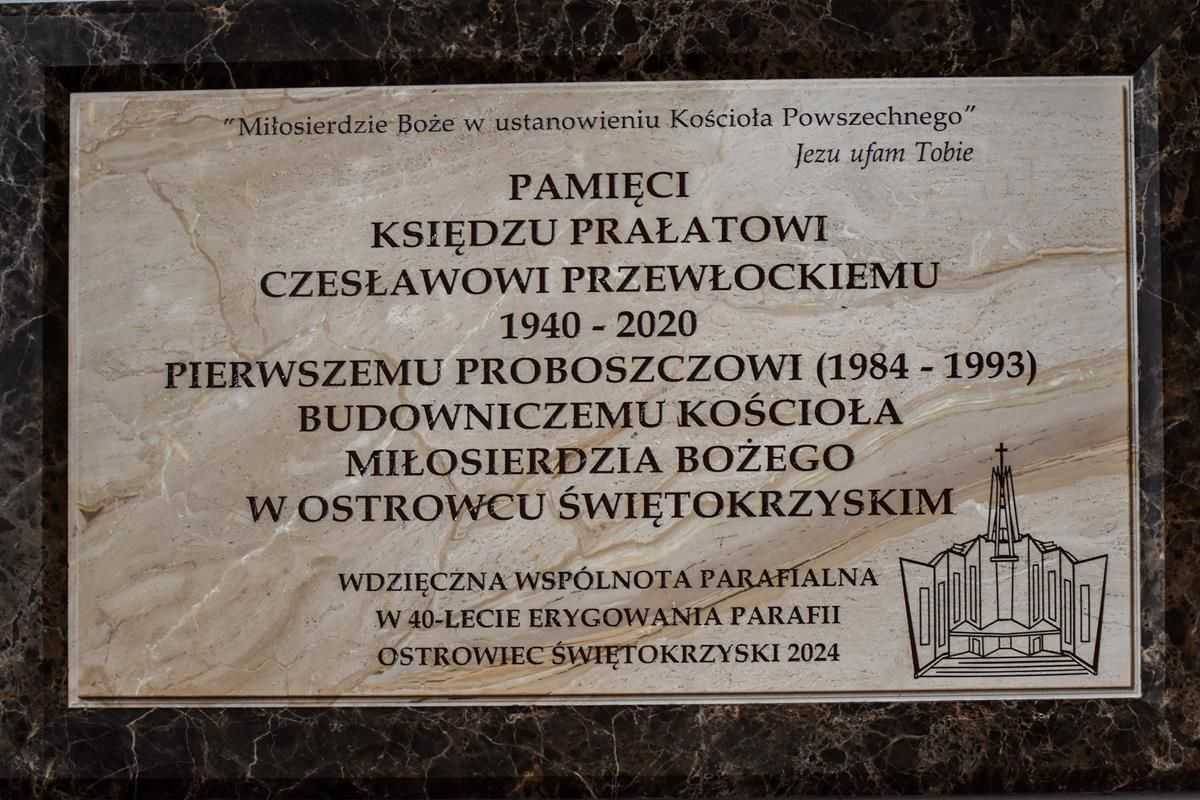 "Miłosierdzie Boże w ustanowieniu Kościoła Powszechnego"
Jezu ufam Tobie
PAMIĘCI
KSIĘDZU PRAŁATOWI
CZESŁAWOWI PRZEWŁOCKIEMU
1940 - 2020
PIERWSZEMU PROBOSZCZOWI (1984 - 1993)
BUDOWNICZEMU KOŚCIOŁA
MIŁOSIERDZIA BOŻEGO
W OSTROWCU ŚWIĘTOKRZYSKIM
WDZIĘCZNA WSPÓLNOTA PARAFIALNA
W 40-LECIE ERYGOWANIA PARAFII
OSTROWIEC ŚWIĘTOKRZYSKI 2024